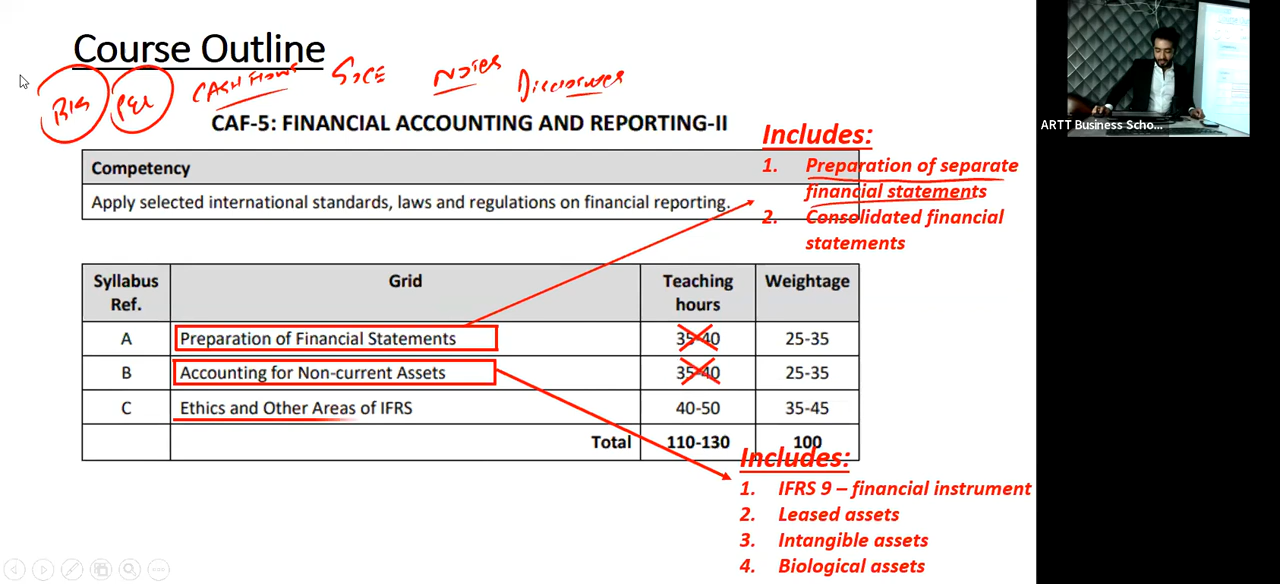 Course Outline
B/S P&L CASH FLOWS SOCE NOTES DISCLOSURES
CAF-5: FINANCIAL ACCOUNTING AND REPORTING-II
Includes:
1. Preparation of separate
financial statements
2. Consolidated financial
statements
Competency
Apply selected international standards, laws and regulations on financial reporting.
Syllabus Ref. Grid Teaching hours Weightage
A Preparation of Financial Statements 35-40 25-35
B Accounting for Non-current Assets 35-40 25-35
C Ethics and Other Areas of IFRS 40-50 35-45
Total 110-130 100
Includes:
1. IFRS 9 – financial instrument
2. Leased assets
3. Intangible assets
4. Biological assets
ARTT Business Scho...